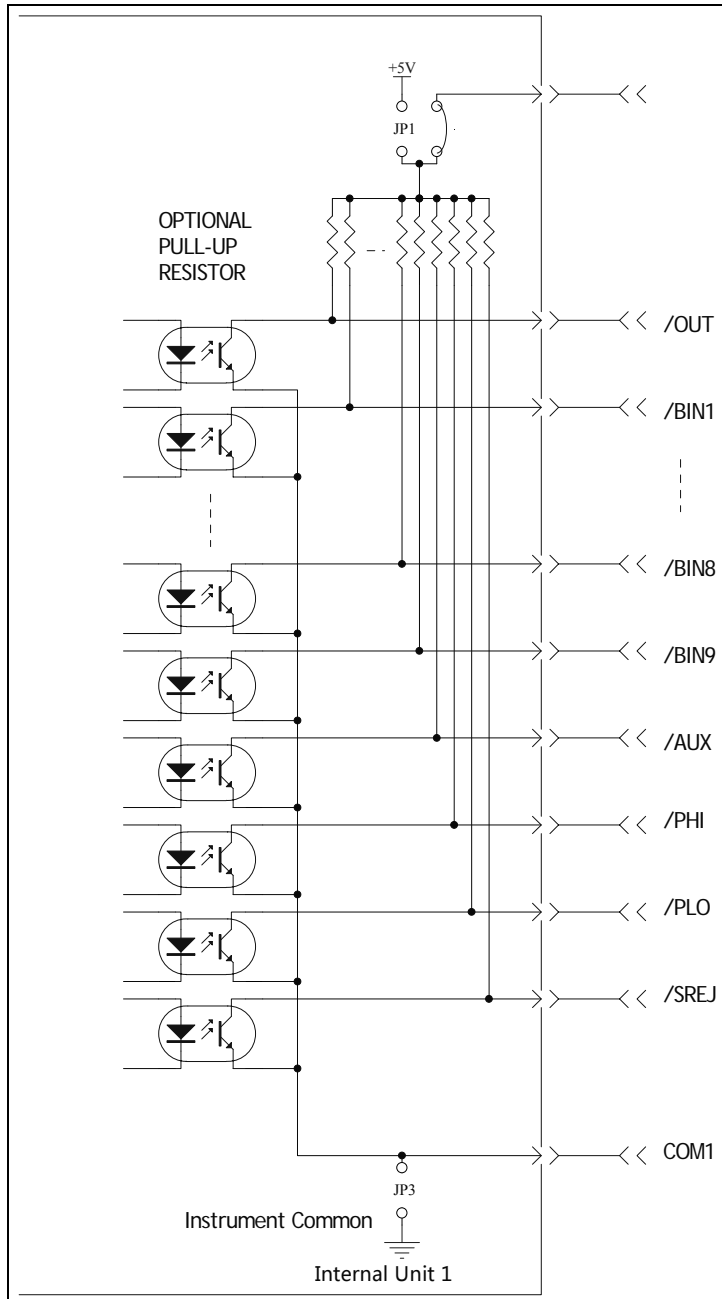 +5V
JP1
OPTIONAL
PULL-UP
RESISTOR
/OUT
/BIN1
/BIN8
/BIN9
/AUX
/PHI
/PLO
/SREJ
COM1
JP3
Instrument Common
Internal Unit 1